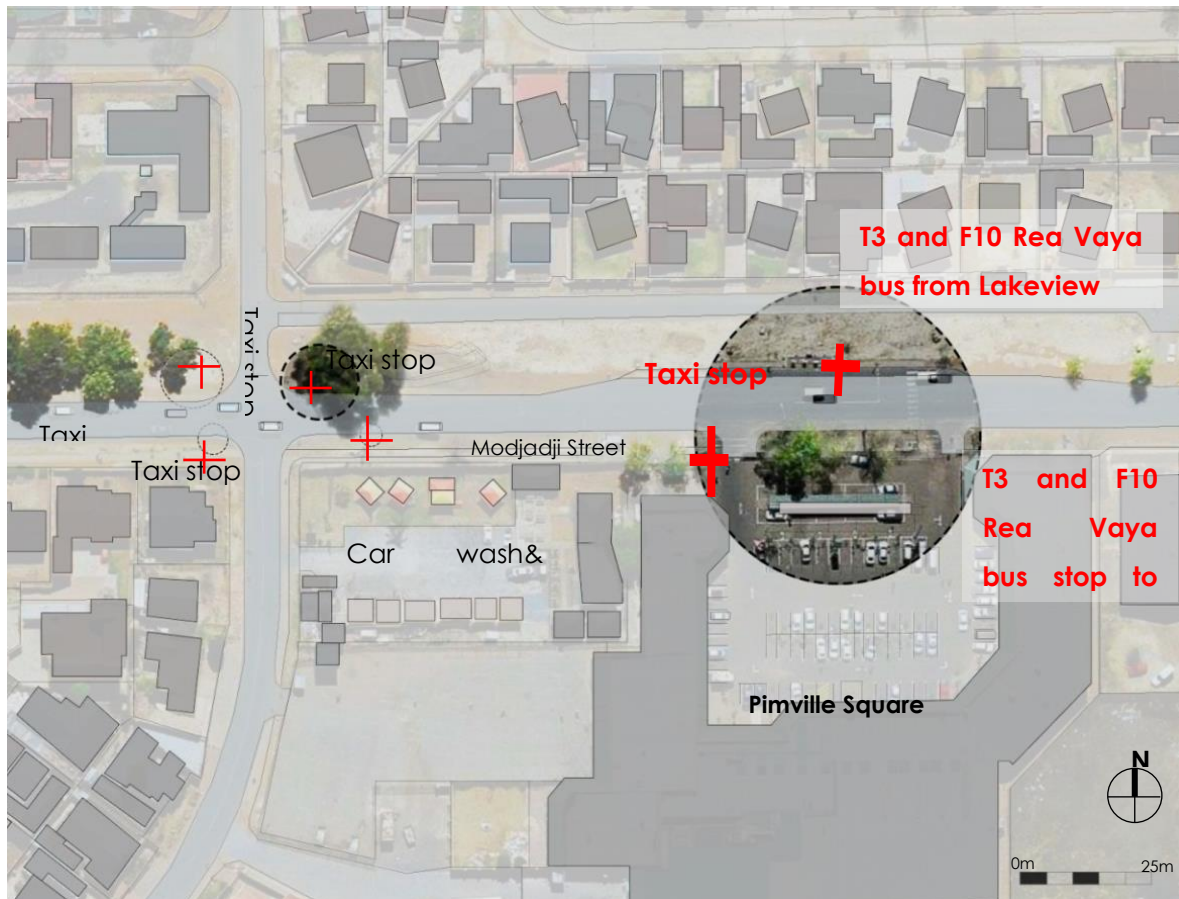 T3 and F10 Rea Vaya
bus from Lakeview
Taxi stop
Taxi stop
Taxi stop
Taxi
Modjadji Street
Taxi stop
T3 and F10
Rea Vaya
bus stop to
Car wash&
Pimville Square
N
0m 25m